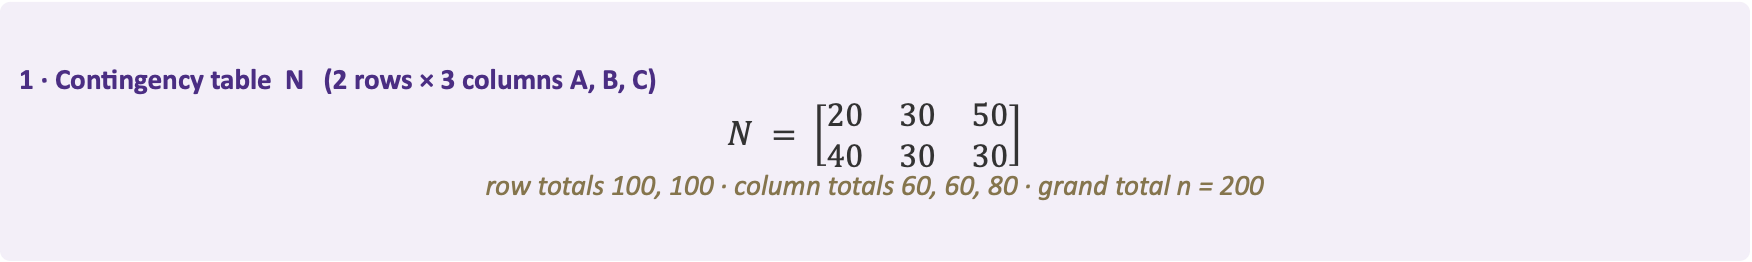 1 · Contingency table N (2 rows × 3 columns A, B, C)
N = [20 30 50
40 30 30]
row totals 100, 100 · column totals 60, 60, 80 · grand total n = 200